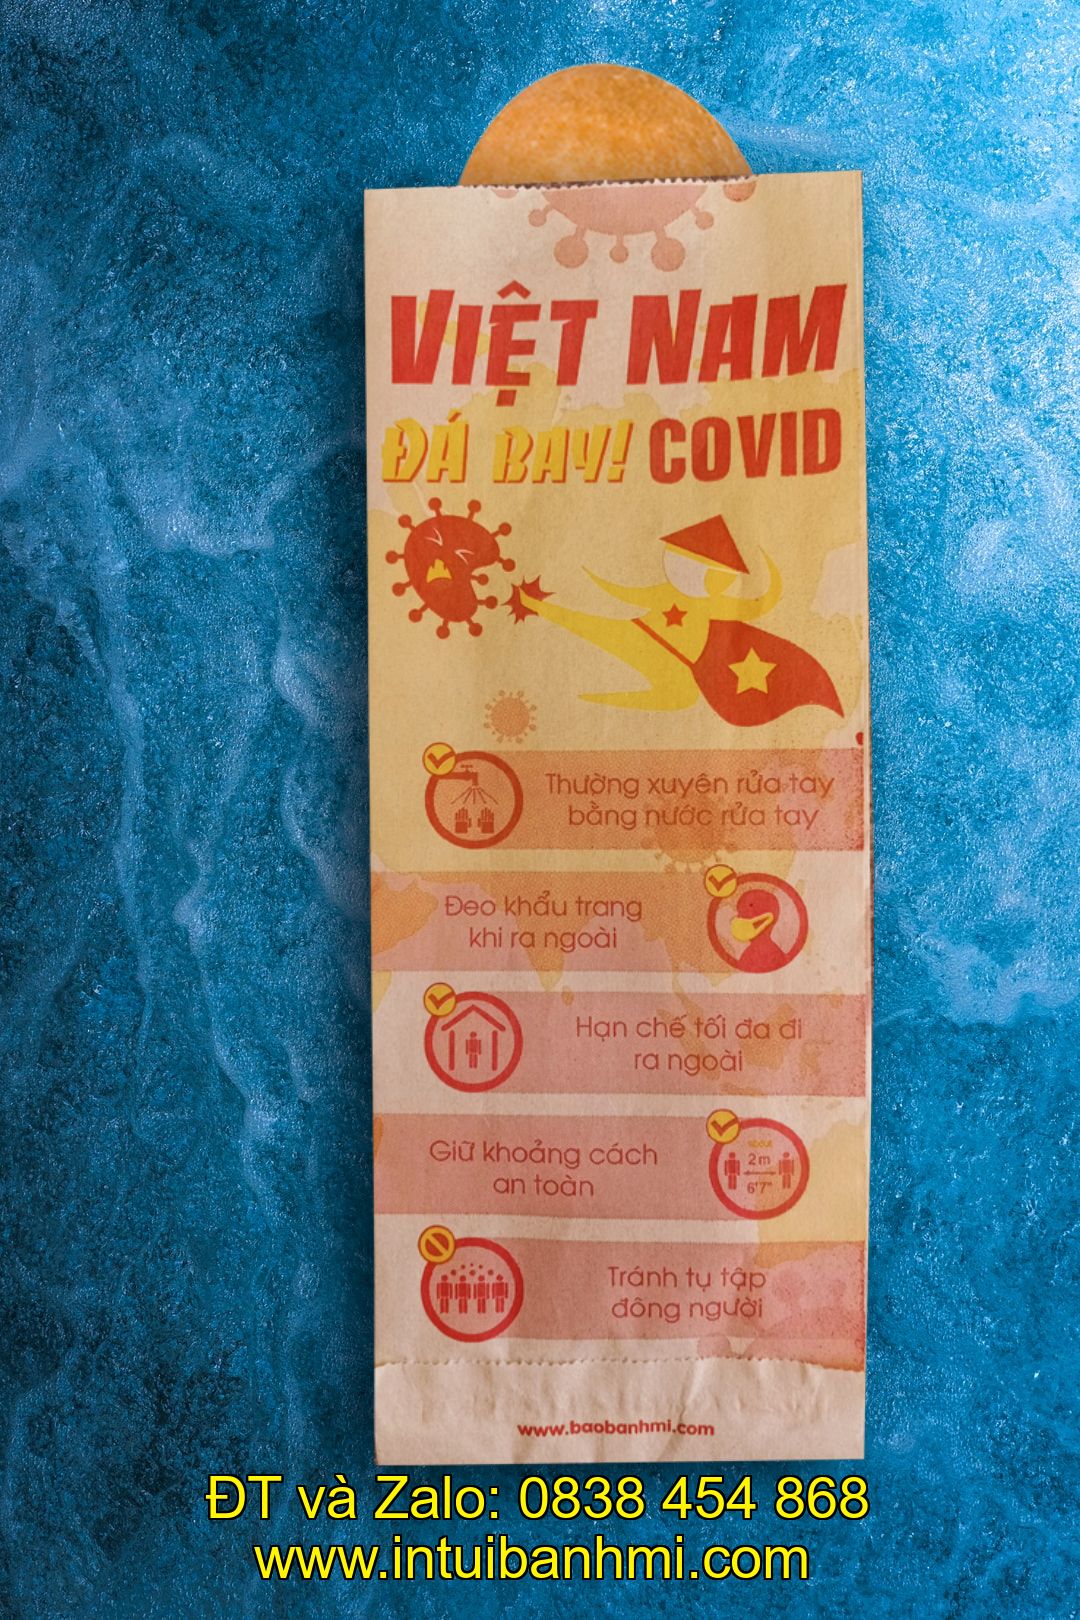 VIỆT NAM
ĐÁ BAY! COVID
Thường xuyên rửa tay
bằng nước rửa tay
Đeo khẩu trang
khi ra ngoài
Hạn chế tối đa đi
ra ngoài
Giữ khoảng cách
an toàn
about
2m
6'7"
Tránh tụ tập
đông người
www.baobanhmi.com
ĐT và Zalo: 0838 454 868
www.intuibanhmi.com